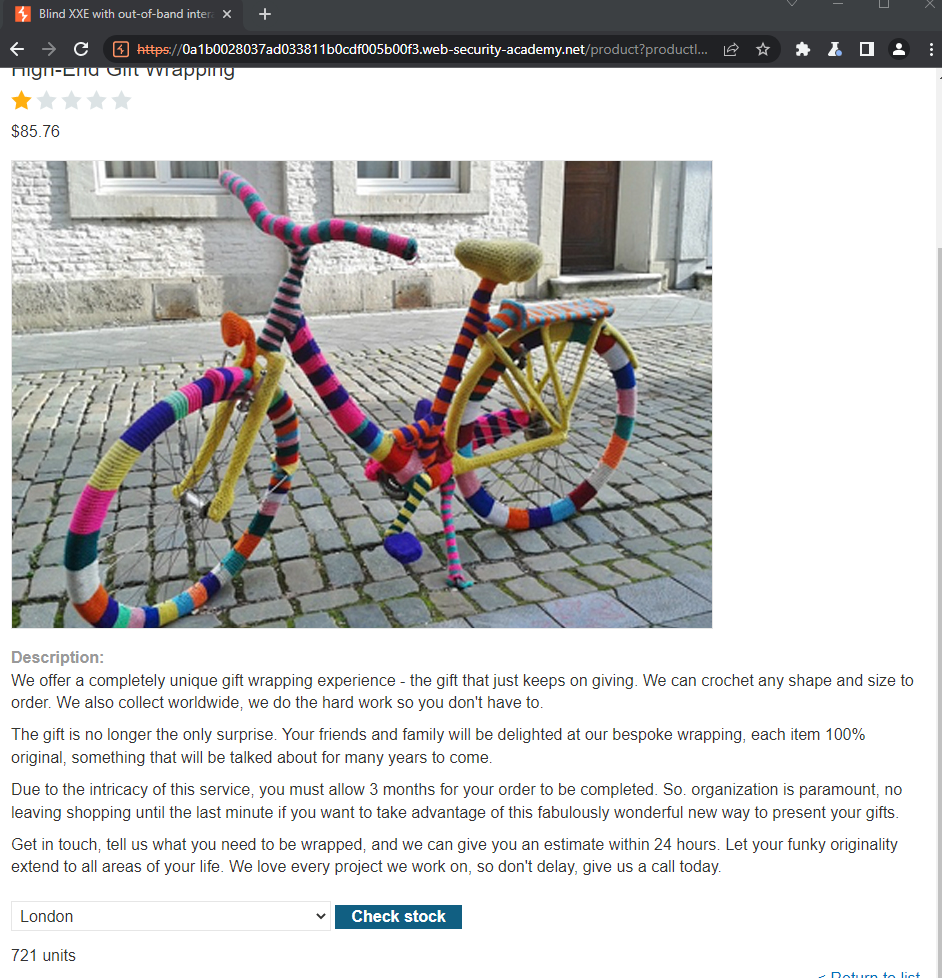 Blind XXE with out-of-band inter
https://0a1b0028037ad033811b0cdf005b00f3.web-security-academy.net/product?productI...
High-End Gift Wrapping
$85.76
Description:
We offer a completely unique gift wrapping experience - the gift that just keeps on giving. We can crochet any shape and size to
order. We also collect worldwide, we do the hard work so you don't have to.
The gift is no longer the only surprise. Your friends and family will be delighted at our bespoke wrapping, each item 100%
original, something that will be talked about for many years to come.
Due to the intricacy of this service, you must allow 3 months for your order to be completed. So. organization is paramount, no
leaving shopping until the last minute if you want to take advantage of this fabulously wonderful new way to present your gifts.
Get in touch, tell us what you need to be wrapped, and we can give you an estimate within 24 hours. Let your funky originality
extend to all areas of your life. We love every project we work on, so don't delay, give us a call today.
London Check stock
721 units
< Return to list